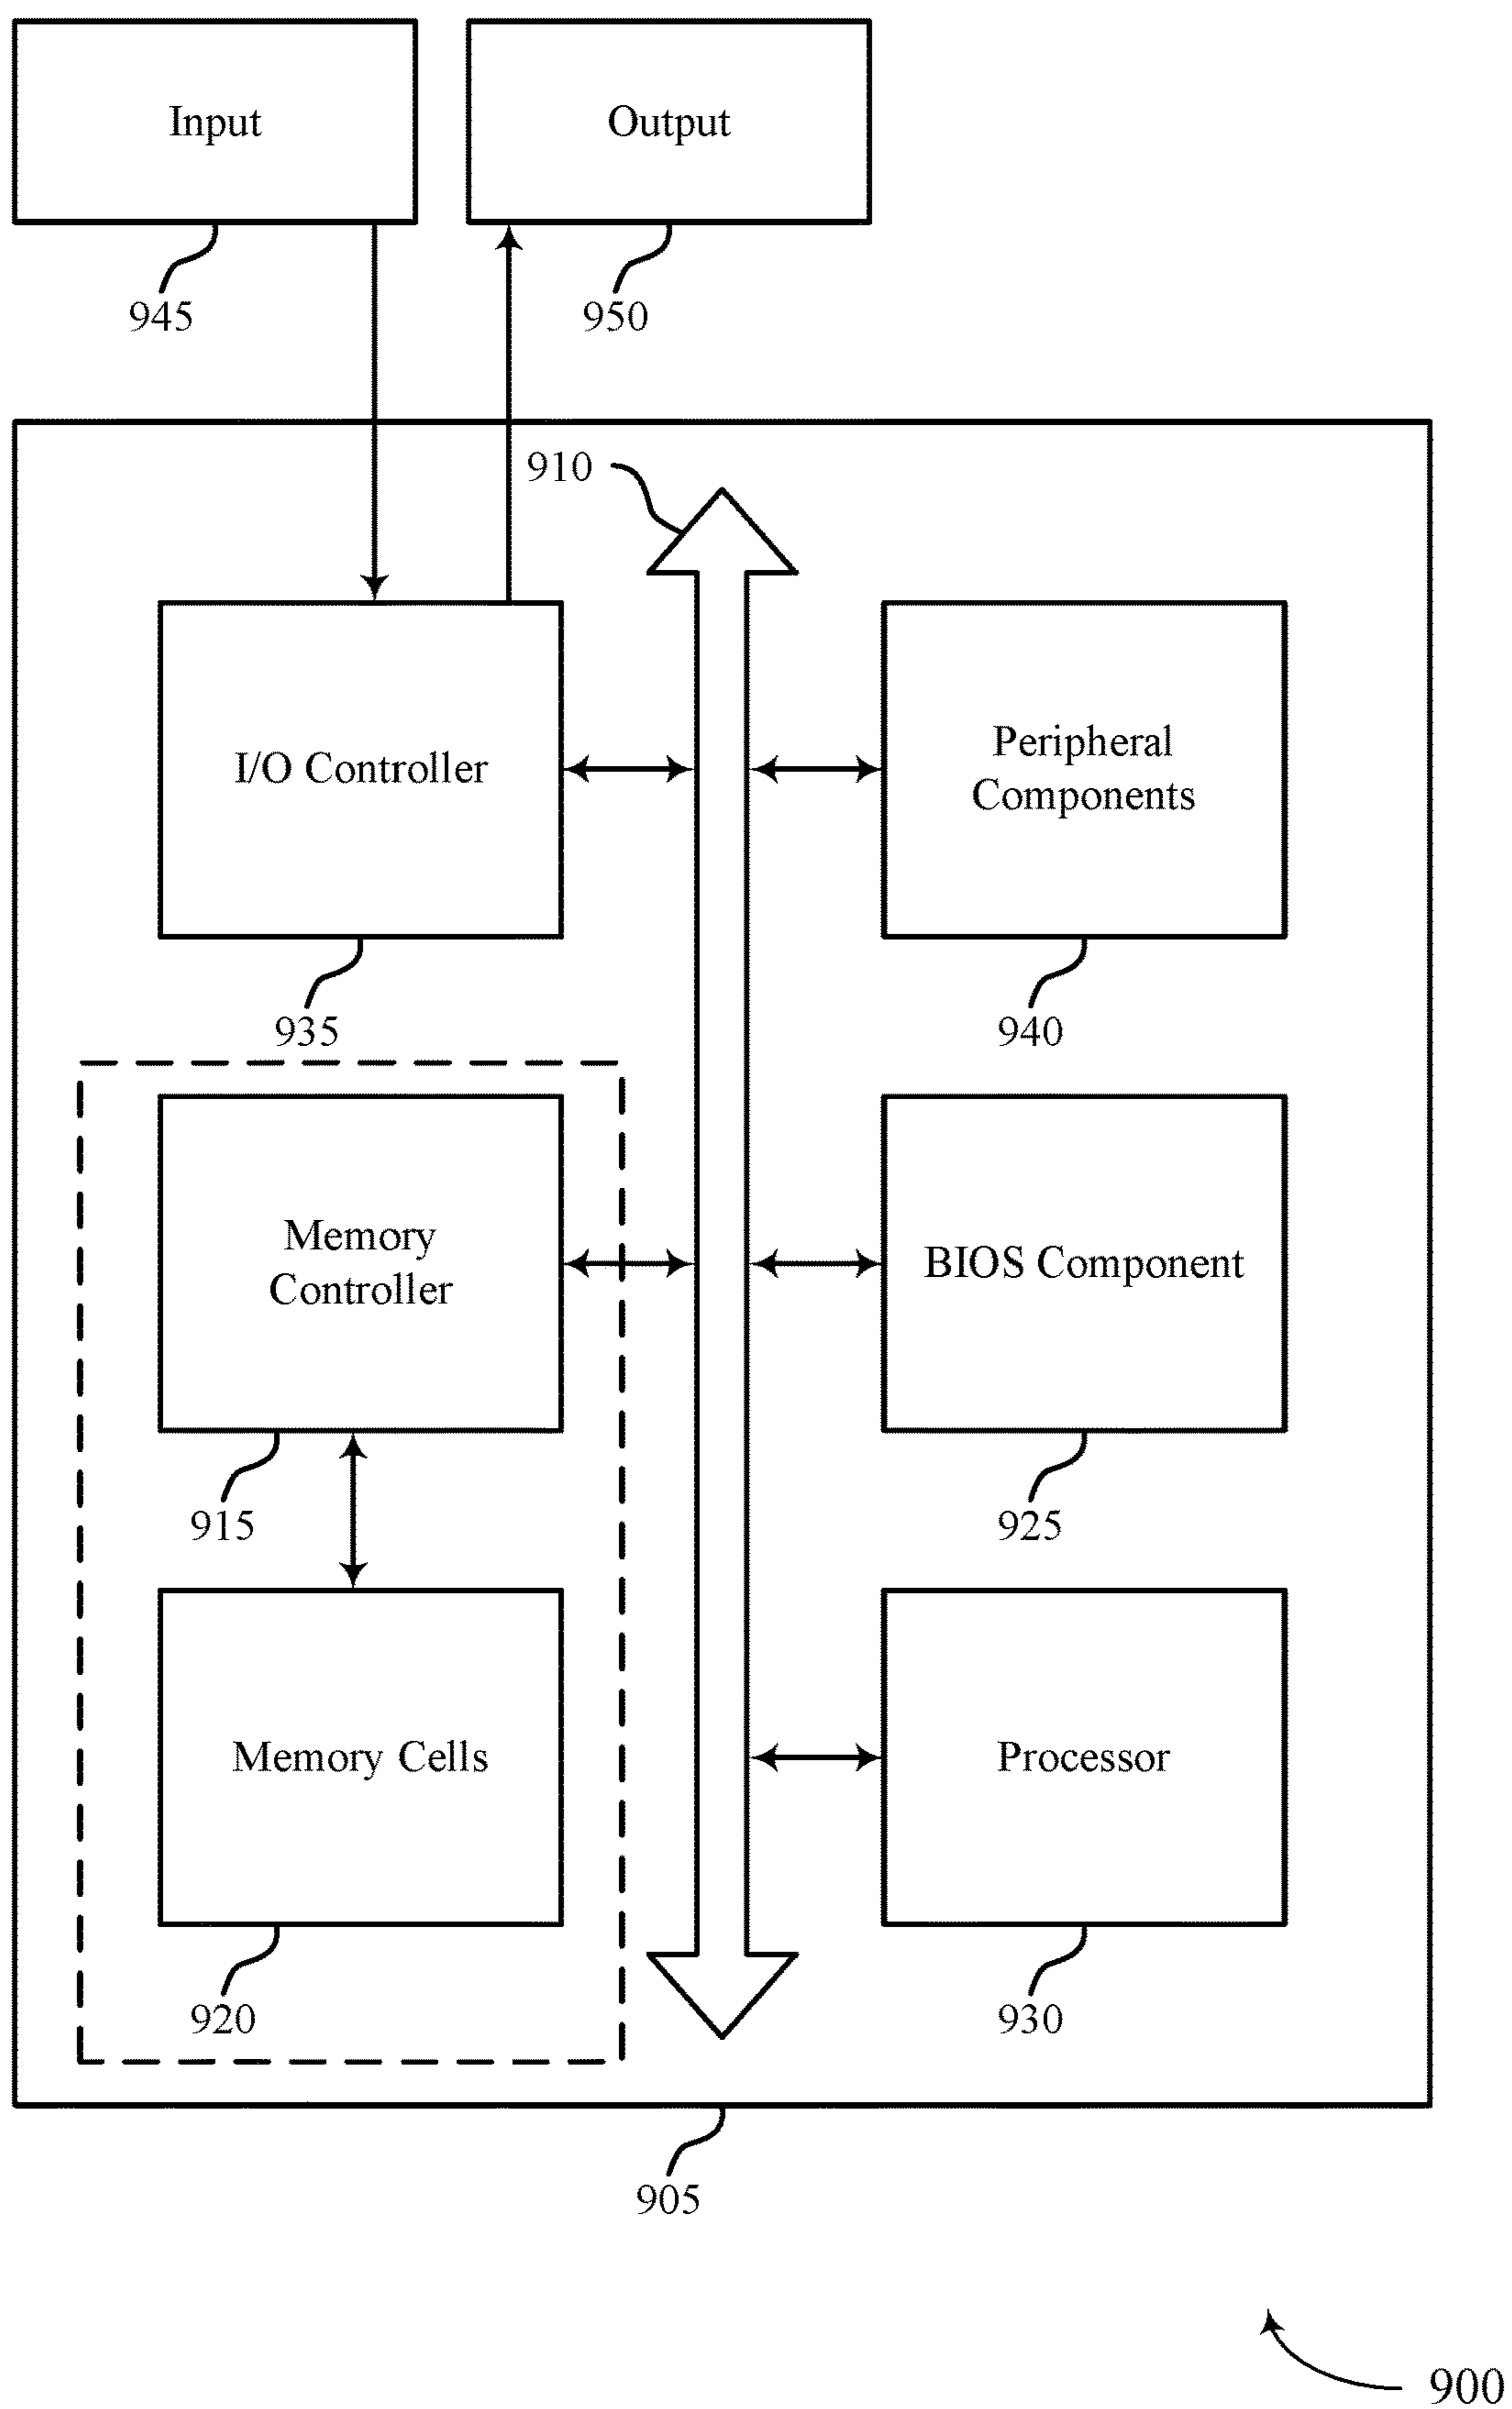 Input
Output
945
950
910
I/O Controller
Peripheral
Components
935
940
Memory
Controller
BIOS Component
915
925
Memory Cells
Processor
920
930
905
900